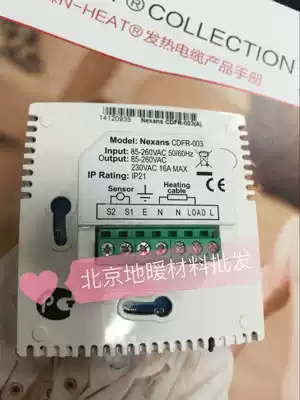 COLLECTION
N-HEAT®发热电缆产品手册
14120935 Nexans CDFR-003(A)
Model: Nexans CDFR-003
Input: 85-260VAC 50/60Hz
Output: 85-260VAC
230VAC 16A MAX
IP Rating: IP21
Sensor Heating
cable
S2 S1 E N N LOAD L
CE
北京地暖材料批发